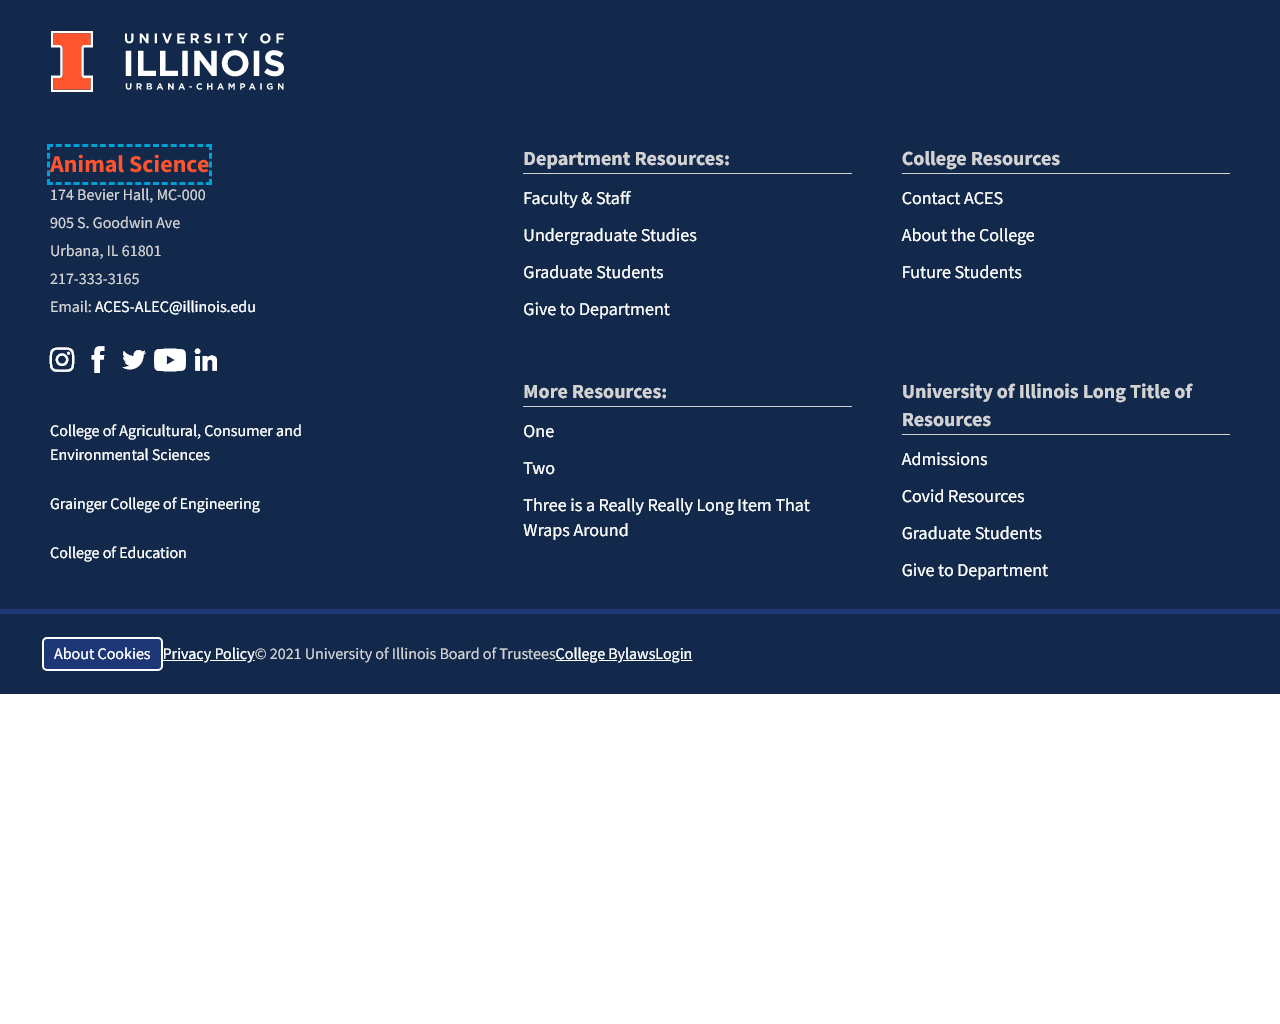 UNIVERSITY OF
ILLINOIS
URBANA-CHAMPAIGN
Animal Science
174 Bevier Hall, MC-000
905 S. Goodwin Ave
Urbana, IL 61801
217-333-3165
Email: ACES-ALEC@illinois.edu
College of Agricultural, Consumer and
Environmental Sciences
Grainger College of Engineering
College of Education
Department Resources:
Faculty & Staff
Undergraduate Studies
Graduate Students
Give to Department
College Resources
Contact ACES
About the College
Future Students
More Resources:
One
Two
Three is a Really Really Long Item That
Wraps Around
University of Illinois Long Title of
Resources
Admissions
Covid Resources
Graduate Students
Give to Department
About Cookies Privacy Policy© 2021 University of Illinois Board of TrusteesCollege BylawsLogin